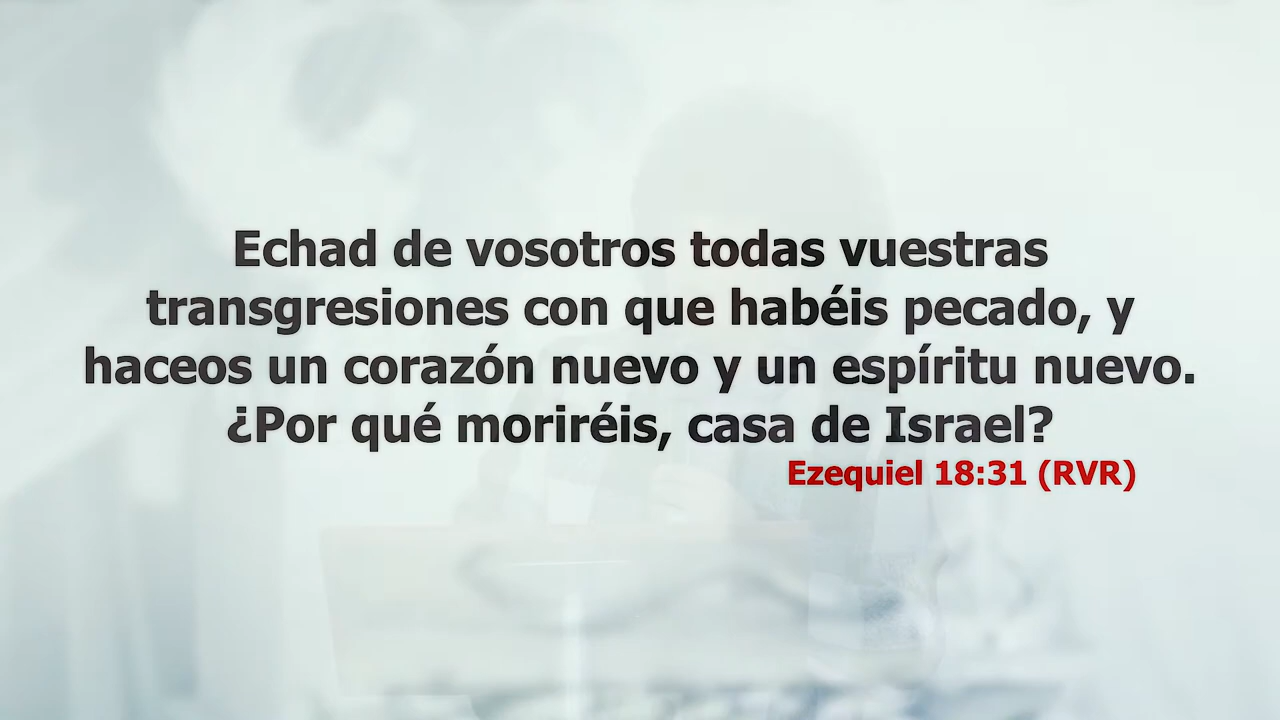 Echad de vosotros todas vuestras
transgresiones con que habéis pecado, y
haceos un corazón nuevo y un espíritu nuevo.
¿Por qué moriréis, casa de Israel?
Ezequiel 18:31 (RVR)